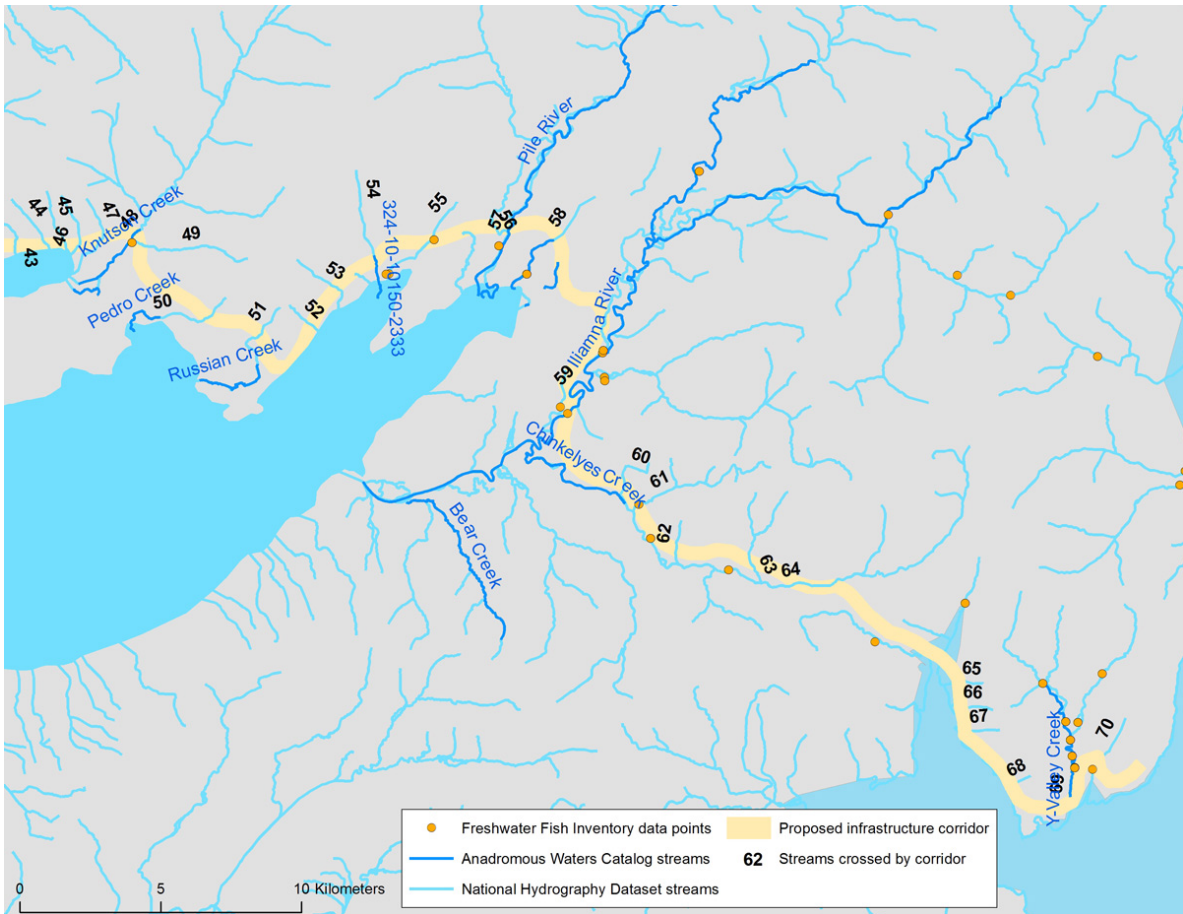 Pile River
44
45
46
47
48
Knutson Creek
49
43
54
324-10-10150-2333
55
57
56
58
53
Pedro Creek
50
51
52
Russian Creek
Iliamna River
59
Chinkelyes Creek
60
61
62
Bear Creek
63
64
65
66
67
68
Y-Valley Creek
69
70
Freshwater Fish Inventory data points
Proposed infrastructure corridor
Anadromous Waters Catalog streams
62 Streams crossed by corridor
National Hydrography Dataset streams
0 5 10 Kilometers